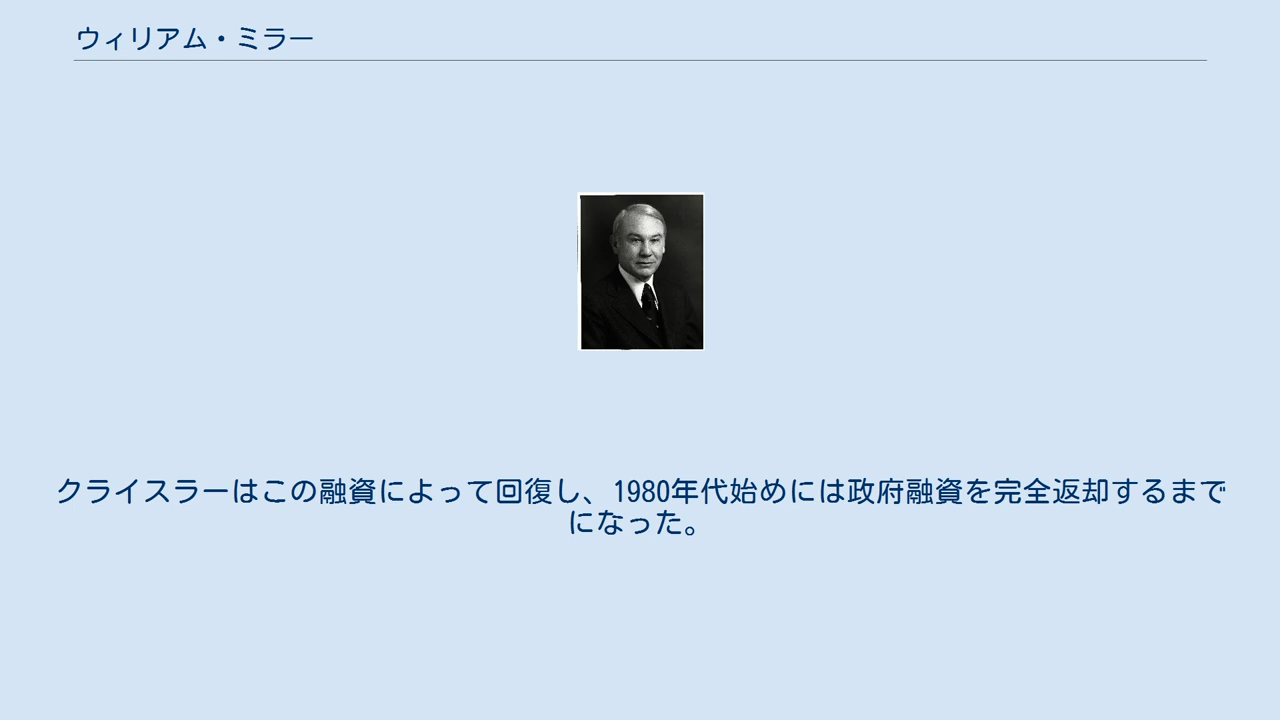 ウィリアム・ミラー
クライスラーはこの融資によって回復し、1980年代始めには政府融資を完全返却するまで
になった。